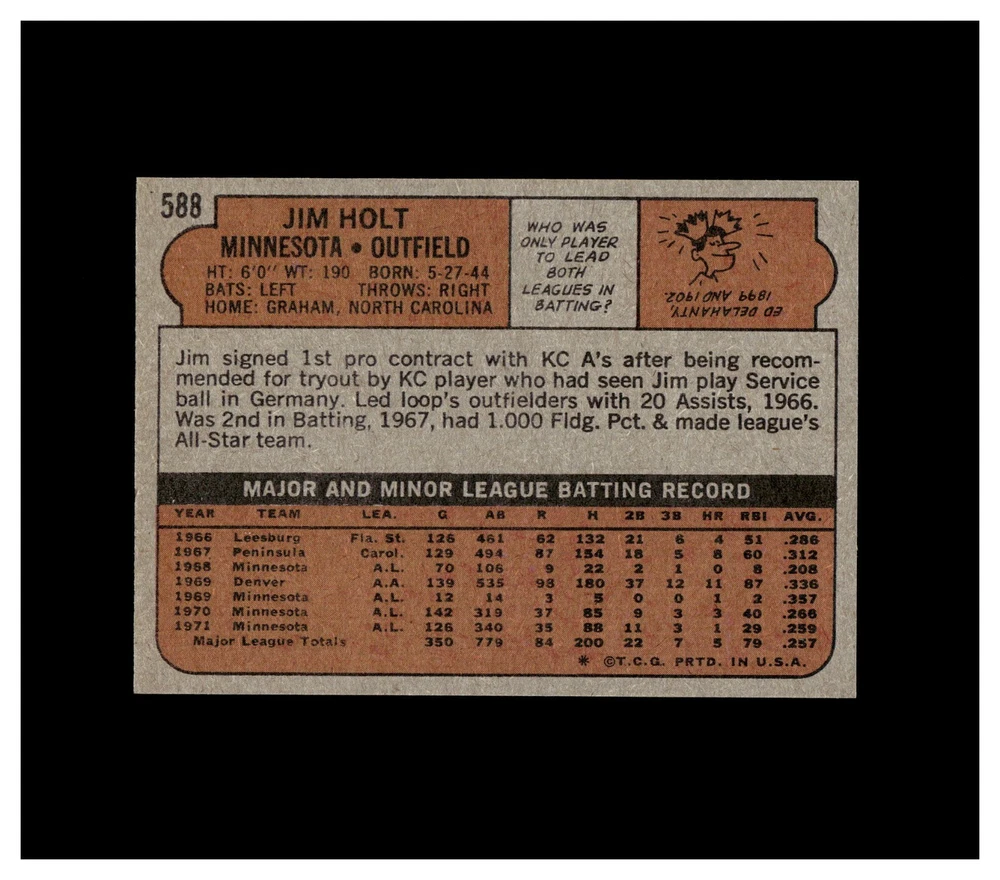 588
JIM HOLT
MINNESOTA • OUTFIELD
HT: 6'0" WT: 190 BORN: 5-27-44
BATS: LEFT THROWS: RIGHT
HOME: GRAHAM, NORTH CAROLINA
WHO WAS
ONLY PLAYER
TO LEAD
BOTH
LEAGUES IN
BATTING?
ED DELAHANTY,
1899 AND 1902.
Jim signed 1st pro contract with KC A's after being recom-
mended for tryout by KC player who had seen Jim play Service
ball in Germany. Led loop's outfielders with 20 Assists, 1966.
Was 2nd in Batting, 1967, had 1.000 Fldg. Pct. & made league's
All-Star team.
MAJOR AND MINOR LEAGUE BATTING RECORD
YEAR TEAM LEA. G AB R H 2B 3B HR RBI AVG.
1966 Leesburg Fla. St. 126 461 62 132 21 6 4 51 .286
1967 Peninsula Carol. 129 494 87 154 18 5 8 60 .312
1968 Minnesota A.L. 70 106 9 22 2 1 0 8 .208
1969 Denver A.A. 139 535 98 180 37 12 11 87 .336
1969 Minnesota A.L. 12 14 3 5 0 0 1 2 .357
1970 Minnesota A.L. 142 319 37 85 9 3 3 40 .266
1971 Minnesota A.L. 126 340 35 88 11 3 1 29 .259
Major League Totals 350 779 84 200 22 7 5 79 .257
* ©T.C.G. PRTD. IN U.S.A.